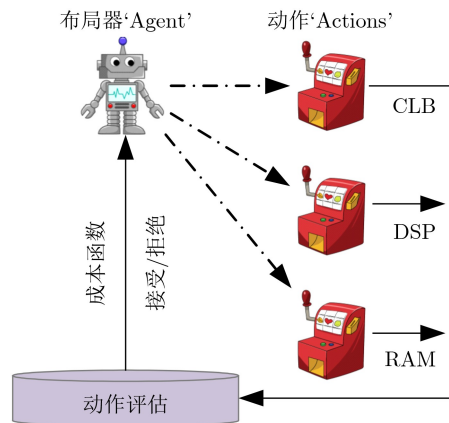 布局器‘Agent’
动作‘Actions’
CLB
DSP
RAM
成本函数
接受/拒绝
动作评估